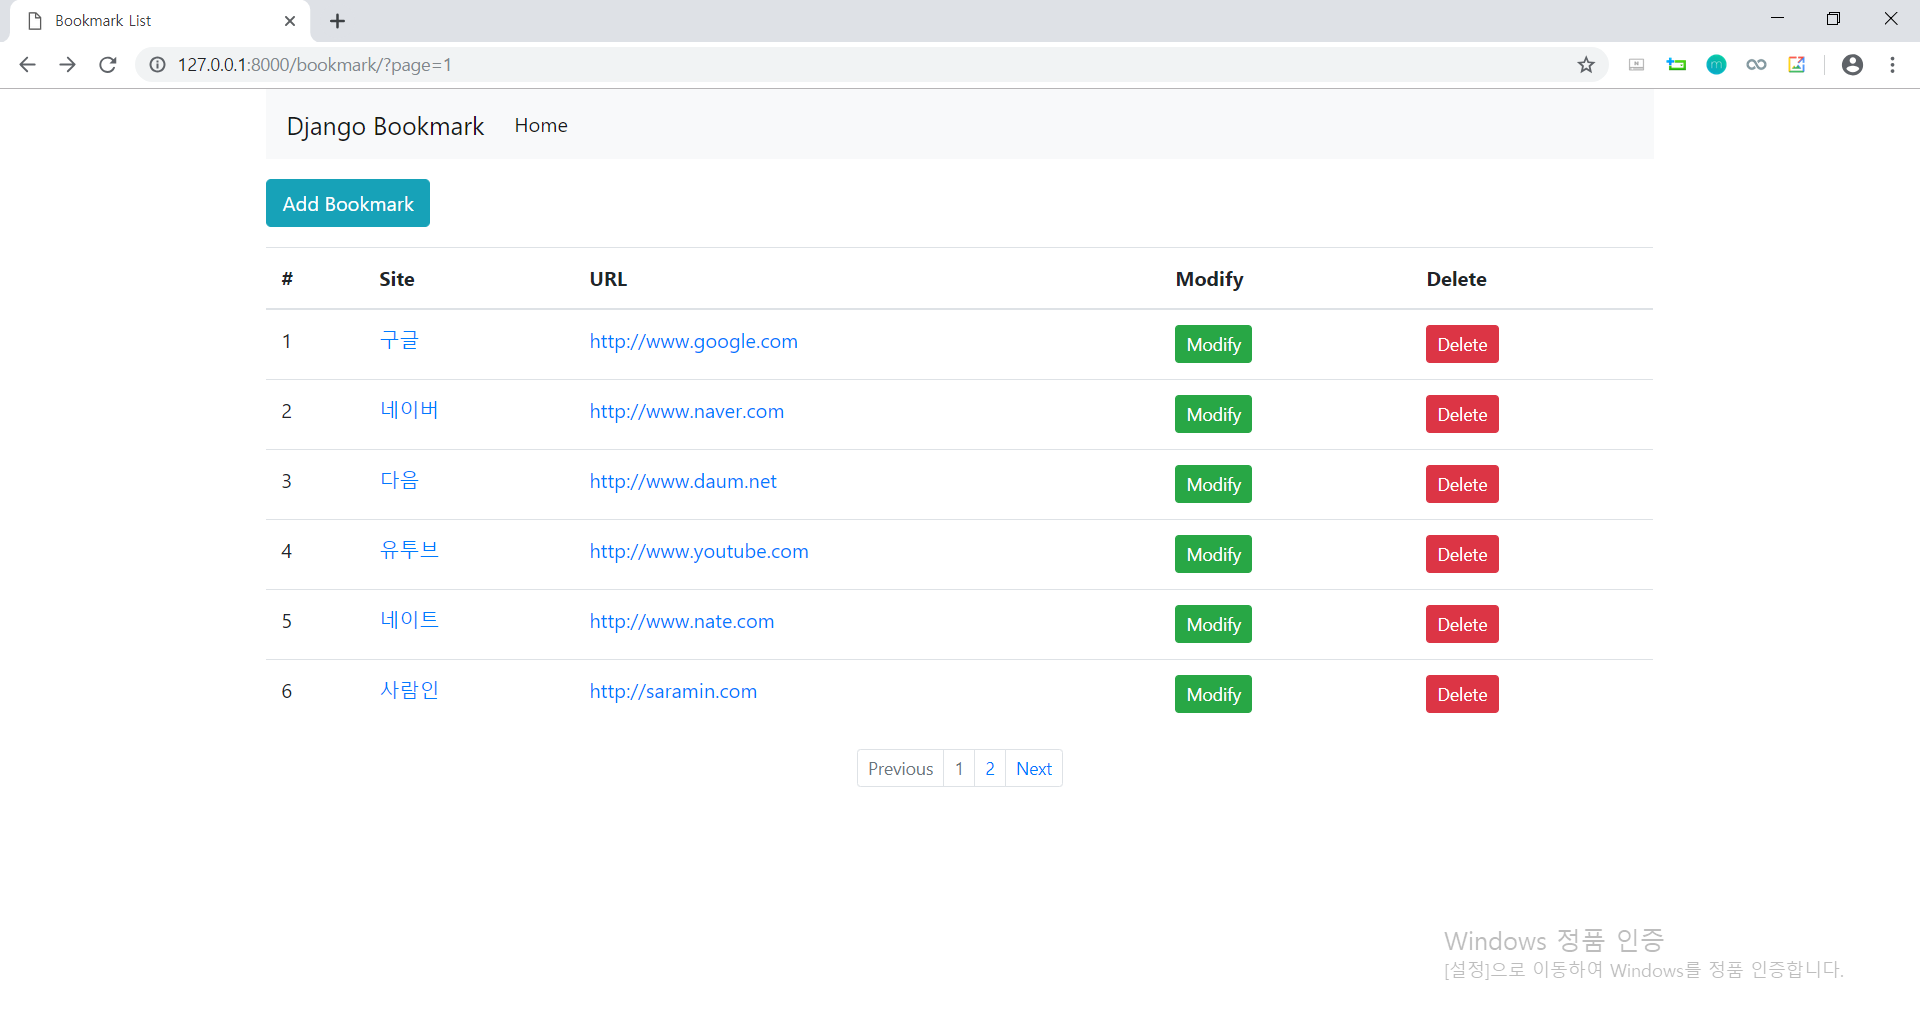 Bookmark List
127.0.0.1:8000/bookmark/?page=1
Django Bookmark Home
Add Bookmark
# Site URL Modify Delete
1 구글 http://www.google.com Modify Delete
2 네이버 http://www.naver.com Modify Delete
3 다음 http://www.daum.net Modify Delete
4 유투브 http://www.youtube.com Modify Delete
5 네이트 http://www.nate.com Modify Delete
6 사람인 http://saramin.com Modify Delete
Previous 1 2 Next
Windows 정품 인증
[설정]으로 이동하여 Windows를 정품 인증합니다.